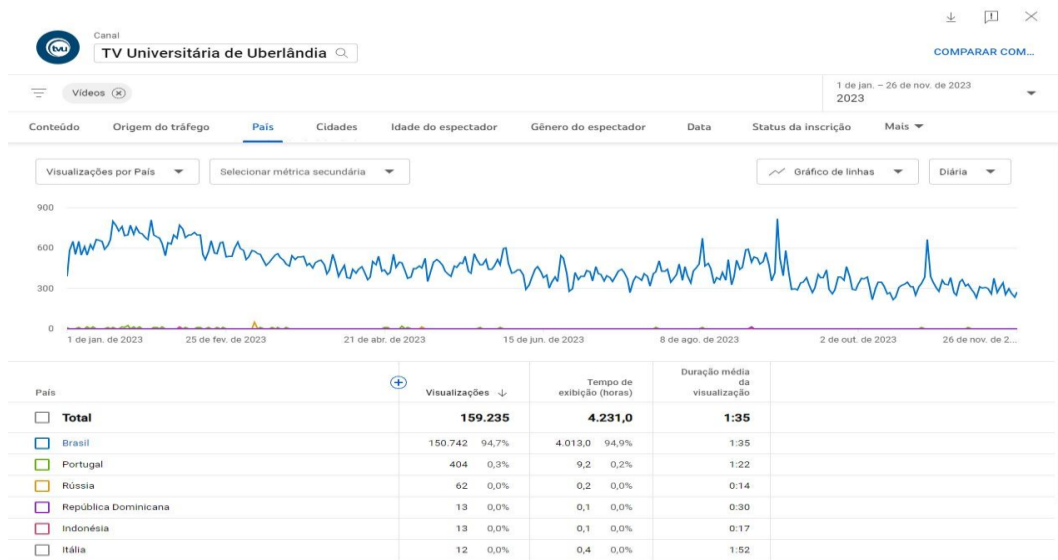 Canal
tvu
TV Universitária de Uberlândia
COMPARAR COM...
Vídeos
1 de jan. – 26 de nov. de 2023
2023
Conteúdo Origem do tráfego País Cidades Idade do espectador Gênero do espectador Data Status da inscrição Mais
Visualizações por País Selecionar métrica secundária Gráfico de linhas Diária
900
600
300
0
1 de jan. de 2023 25 de fev. de 2023 21 de abr. de 2023 15 de jun. de 2023 8 de ago. de 2023 2 de out. de 2023 26 de nov. de 2...
País
Visualizações
Tempo de
exibição (horas)
Duração média
da
visualização
Total 159.235 4.231,0 1:35
Brasil 150.742 94,7% 4.013,0 94,9% 1:35
Portugal 404 0,3% 9,2 0,2% 1:22
Rússia 62 0,0% 0,2 0,0% 0:14
República Dominicana 13 0,0% 0,1 0,0% 0:30
Indonésia 13 0,0% 0,1 0,0% 0:17
Itália 12 0,0% 0,4 0,0% 1:52